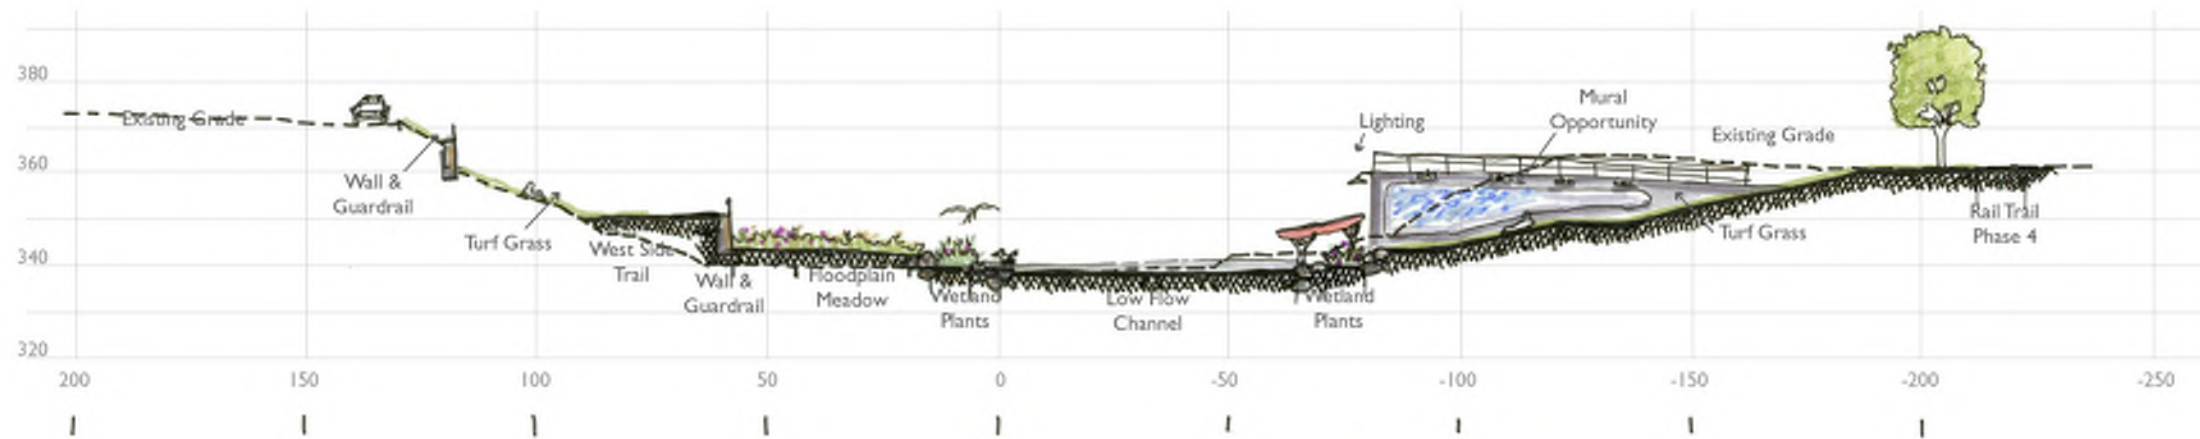 380
360
340
320
Existing Grade
Wall &
Guardrail
Turf Grass
West Side
Trail
Wall &
Guardrail
Floodplain
Meadow
Wetland
Plants
Low Flow
Channel
Wetland
Plants
Lighting
Mural
Opportunity
Existing Grade
Turf Grass
Rail Trail
Phase 4
200 150 100 50 0 -50 -100 -150 -200 -250